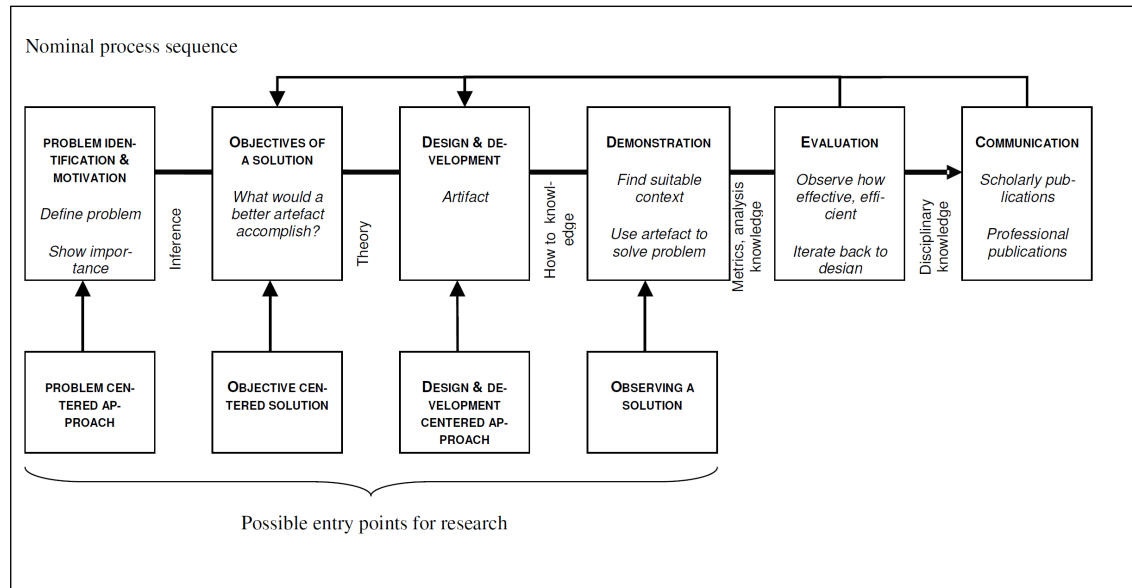 Nominal process sequence
PROBLEM IDEN-
TIFICATION &
MOTIVATION
Define problem
Show impor-
tance
Inference
OBJECTIVES OF
A SOLUTION
What would a
better artefact
accomplish?
Theory
DESIGN & DE-
VELOPMENT
Artifact
How to knowl-
edge
DEMONSTRATION
Find suitable
context
Use artefact to
solve problem
Metrics, analysis
knowledge
EVALUATION
Observe how
effective, effi-
cient
Iterate back to
design
Disciplinary
knowledge
COMMUNICATION
Scholarly pub-
lications
Professional
publications
PROBLEM CEN-
TERED AP-
PROACH
OBJECTIVE CEN-
TERED SOLUTION
DESIGN & DE-
VELOPMENT
CENTERED AP-
PROACH
OBSERVING A
SOLUTION
Possible entry points for research